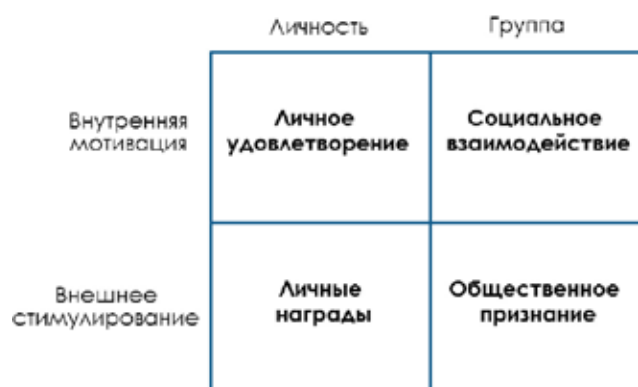 Личность Группа
Внутренняя
мотивация
Личное
удовлетворение
Социальное
взаимодействие
Внешнее
стимулирование
Личные
награды
Общественное
признание